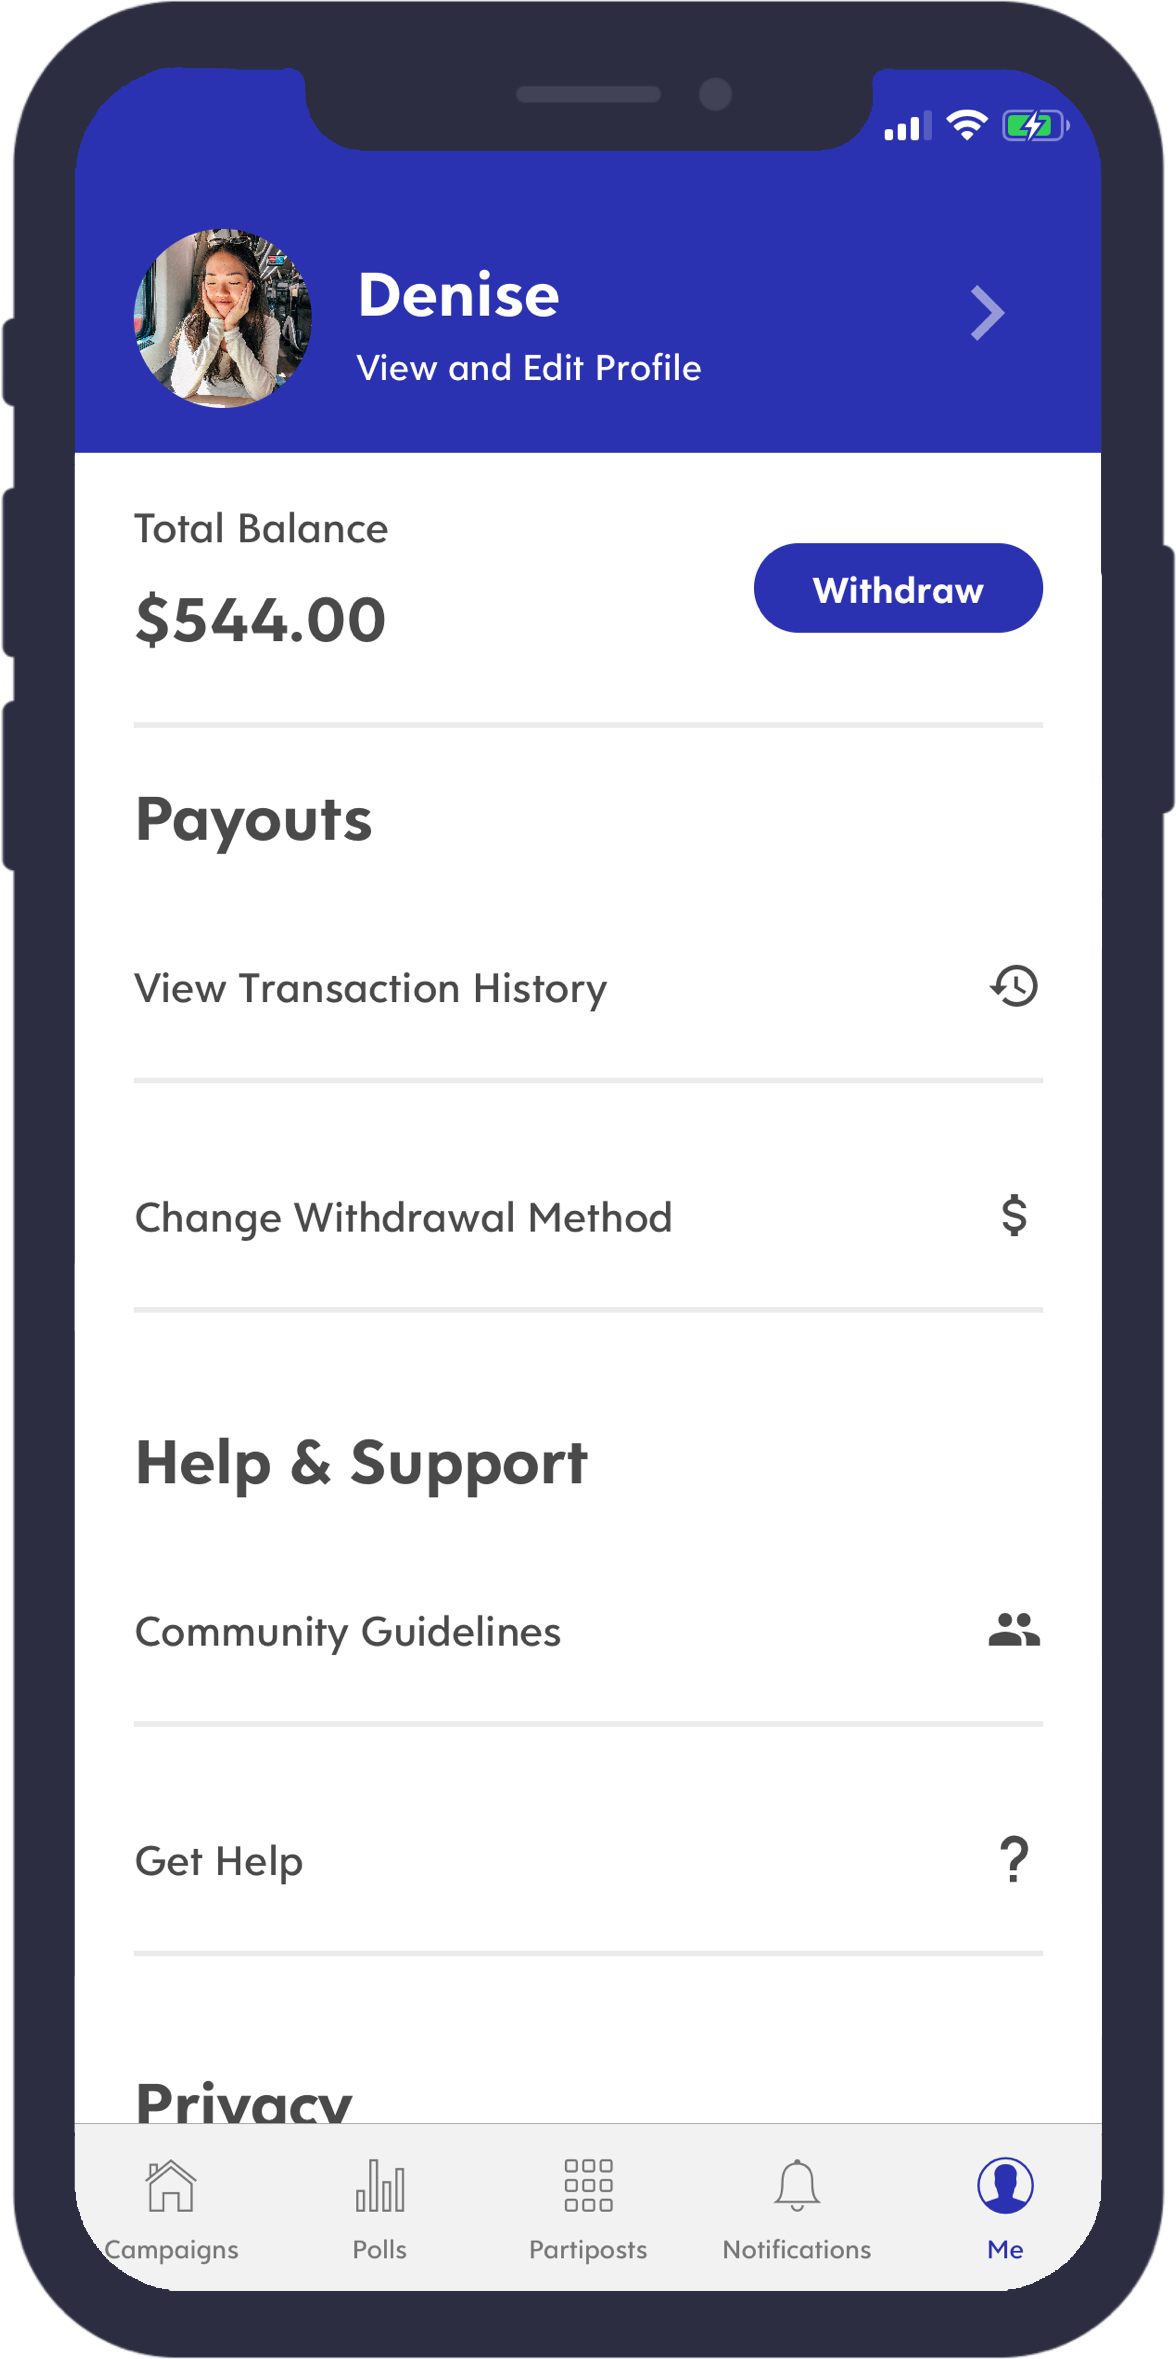 Denise
View and Edit Profile
Total Balance
$544.00
Withdraw
Payouts
View Transaction History
Change Withdrawal Method
$
Help & Support
Community Guidelines
Get Help
?
Privacy
Campaigns
Polls
Partiposts
Notifications
Me